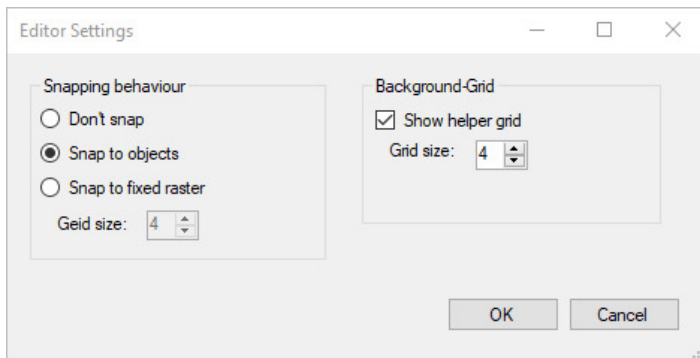 Editor Settings
Snapping behaviour
Don't snap
Snap to objects
Snap to fixed raster
Geid size: 4
Background-Grid
Show helper grid
Grid size: 4
OK
Cancel